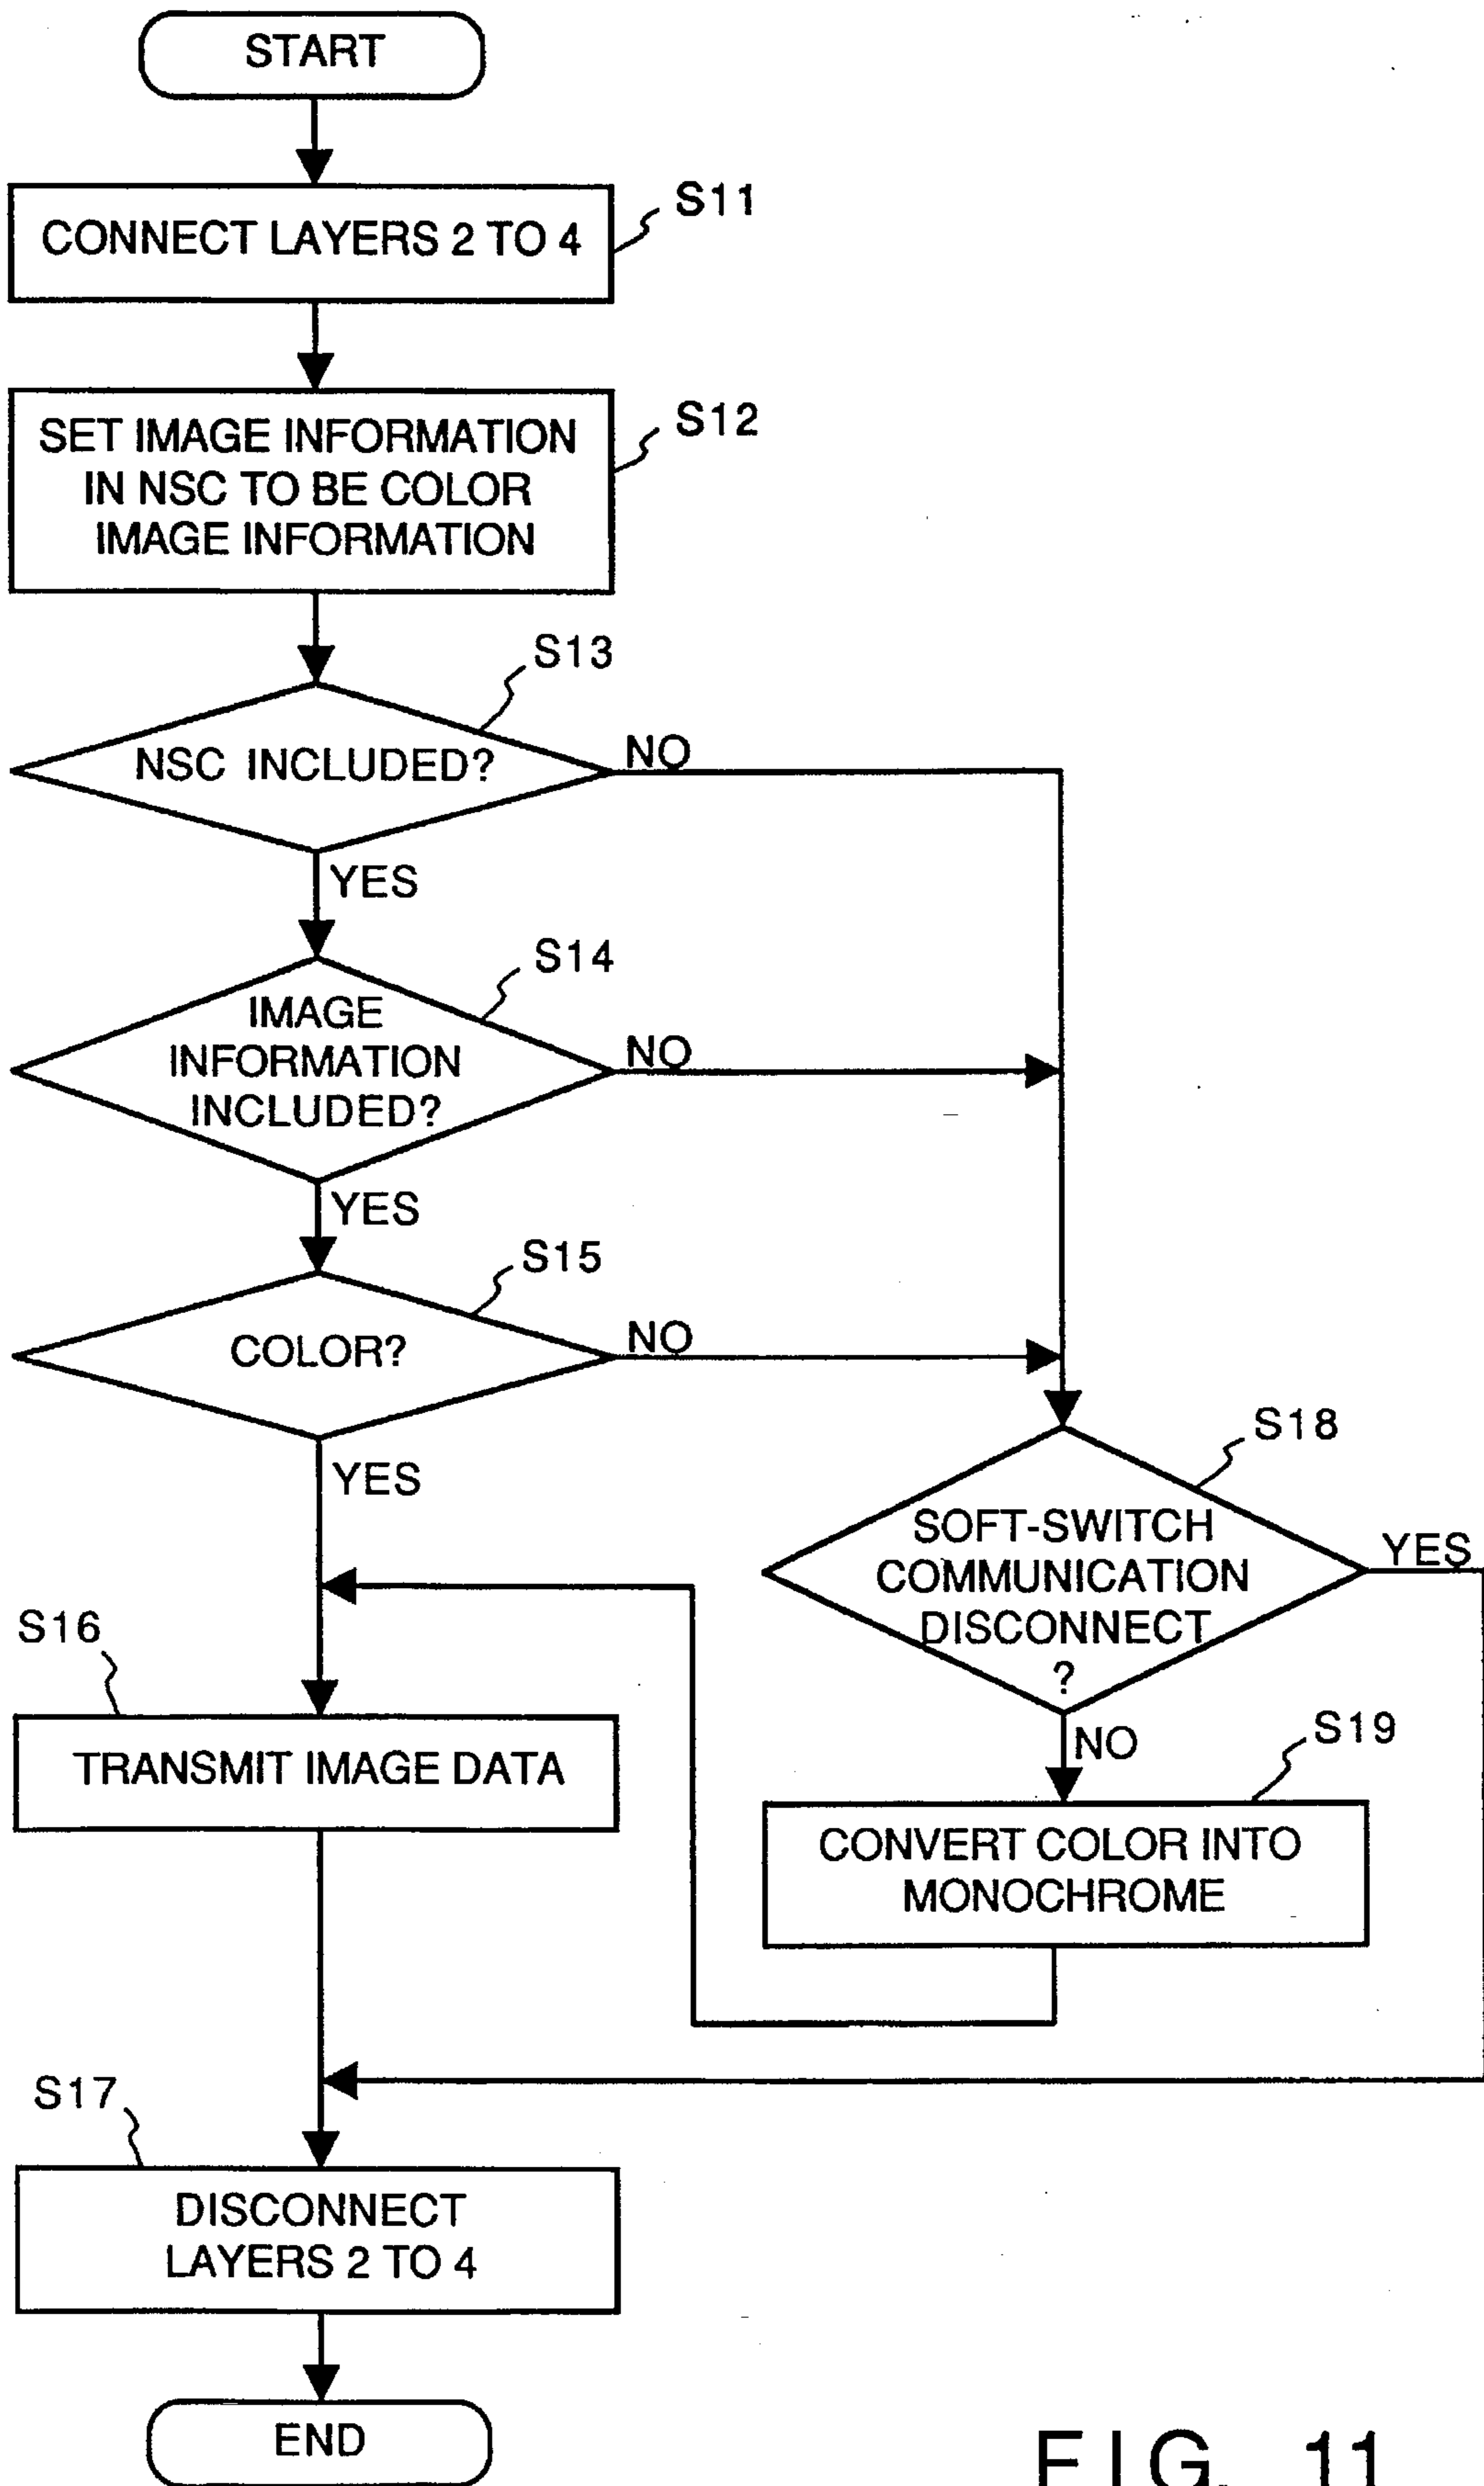 START
CONNECT LAYERS 2 TO 4
S11
SET IMAGE INFORMATION
IN NSC TO BE COLOR
IMAGE INFORMATION
S12
S13
NSC INCLUDED?
NO
YES
S14
IMAGE
INFORMATION
INCLUDED?
NO
YES
S15
COLOR?
NO
YES
S18
SOFT-SWITCH
COMMUNICATION
DISCONNECT
?
YES
NO
S16
TRANSMIT IMAGE DATA
S19
CONVERT COLOR INTO
MONOCHROME
S17
DISCONNECT
LAYERS 2 TO 4
END
FIG. 11